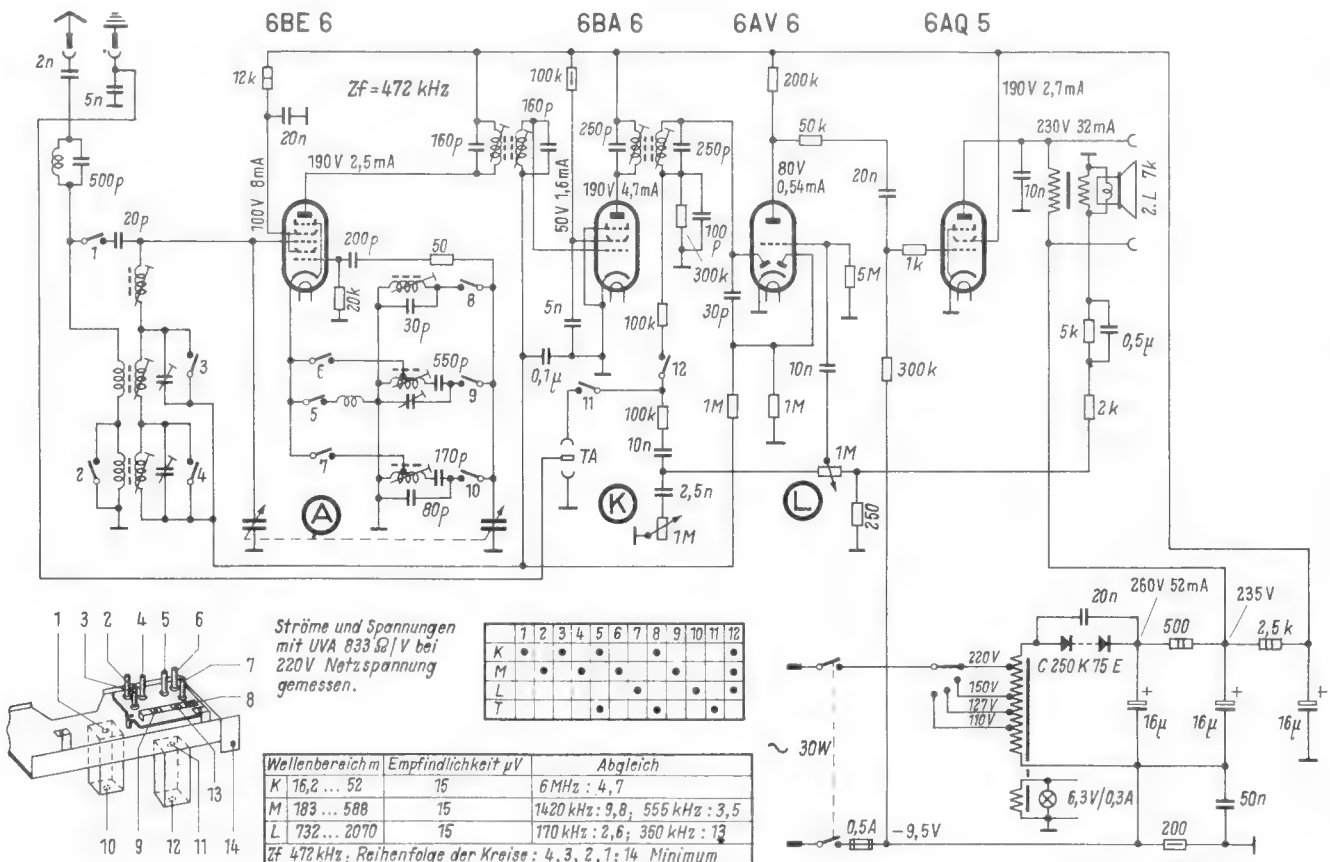 6BE 6
6BA 6
6AV 6
6AQ 5
2n
5n
12k
Zf = 472 kHz
100k
200k
190V 2,7mA
20n
160p
160p
250p
250p
50k
230V 32mA
500p
100V 8mA
190V 2,5mA
50V 1,6mA
190V 4,7mA
80V
0,54mA
20n
10n
2.L 7k
20p
1
200p
50
100p
300k
1k
5M
20k
8
30p
30p
5n
100k
5k
0,5µ
3
6
550p
0,1µ
12
10n
300k
5
9
11
1M
1M
2k
100k
7
170p
10n
1M
2
4
10
TA
80p
2,5n
A
K
L
1M
250
1 3 2 4 5 6
7
8
13
10 9 12 11 14
Ströme und Spannungen
mit UVA 833 Ω/V bei
220V Netzspannung
gemessen.
1 2 3 4 5 6 7 8 9 10 11 12
K
M
L
T
Wellenbereich m Empfindlichkeit µV Abgleich
K 16,2 ... 52 15 6 MHz : 4,7
M 183 ... 588 15 1420 kHz : 9,8; 555 kHz : 3,5
L 732 ... 2070 15 170 kHz : 2,6; 350 kHz : 13
Zf 472 kHz; Reihenfolge der Kreise : 4, 3, 2, 1; 14 Minimum
20n
260V 52mA
235V
220V
C 250 K 75 E
500
2,5k
150V
127V
110V
+
16µ
+
16µ
+
16µ
~ 30W
6,3V/0,3A
50n
0,5A
-9,5V
200